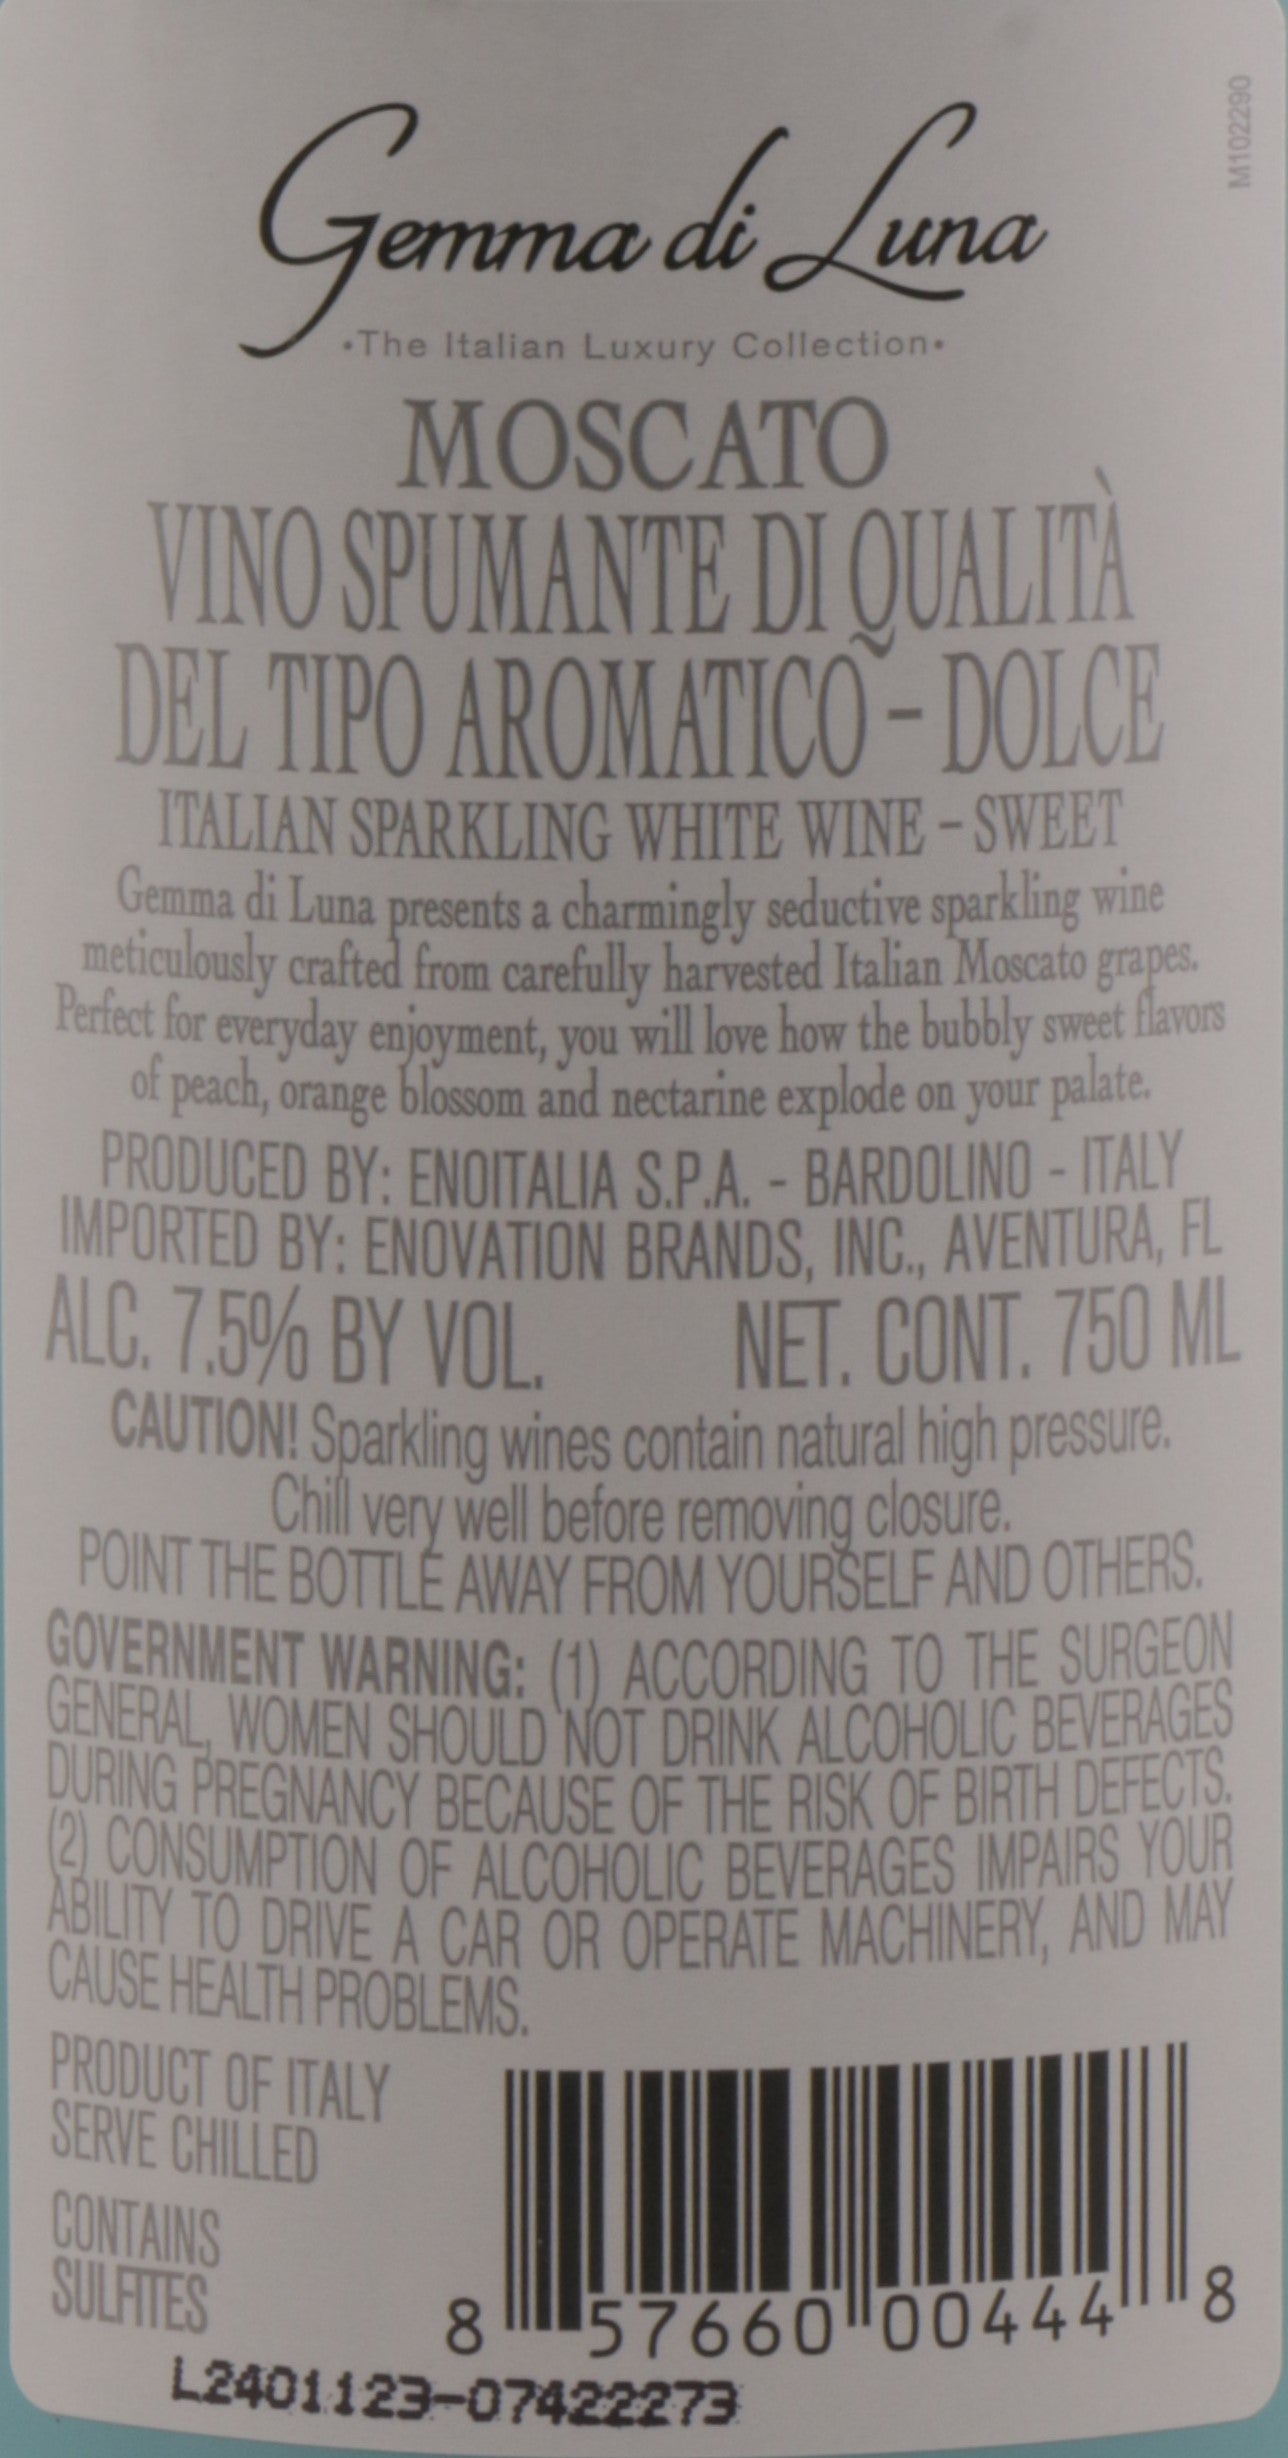 M102290
Gemma di Luna
•The Italian Luxury Collection•
MOSCATO
VINO SPUMANTE DI QUALITÀ
DEL TIPO AROMATICO – DOLCE
ITALIAN SPARKLING WHITE WINE – SWEET
Gemma di Luna presents a charmingly seductive sparkling wine
meticulously crafted from carefully harvested Italian Moscato grapes.
Perfect for everyday enjoyment, you will love how the bubbly sweet flavors
of peach, orange blossom and nectarine explode on your palate.
PRODUCED BY: ENOITALIA S.P.A. - BARDOLINO - ITALY
IMPORTED BY: ENOVATION BRANDS, INC., AVENTURA, FL
ALC. 7.5% BY VOL. NET. CONT. 750 ML
CAUTION! Sparkling wines contain natural high pressure.
Chill very well before removing closure.
POINT THE BOTTLE AWAY FROM YOURSELF AND OTHERS.
GOVERNMENT WARNING: (1) ACCORDING TO THE SURGEON
GENERAL, WOMEN SHOULD NOT DRINK ALCOHOLIC BEVERAGES
DURING PREGNANCY BECAUSE OF THE RISK OF BIRTH DEFECTS.
(2) CONSUMPTION OF ALCOHOLIC BEVERAGES IMPAIRS YOUR
ABILITY TO DRIVE A CAR OR OPERATE MACHINERY, AND MAY
CAUSE HEALTH PROBLEMS.
PRODUCT OF ITALY
SERVE CHILLED
CONTAINS
SULFITES
8 57660 00444 8
L2401123-07422273